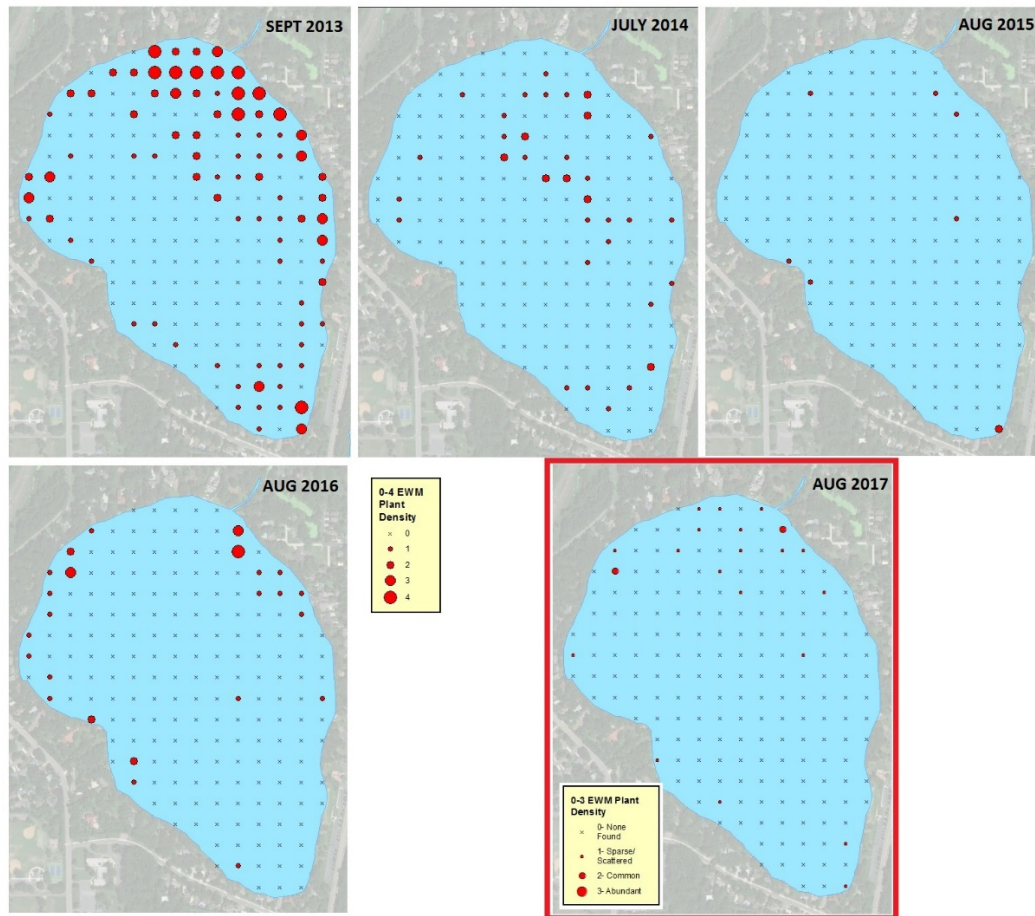 SEPT 2013
JULY 2014
AUG 2015
AUG 2016
0-4 EWM
Plant
Density
0
1
2
3
4
AUG 2017
0-3 EWM Plant
Density
0- None
Found
1- Sparse/
Scattered
2- Common
3- Abundant